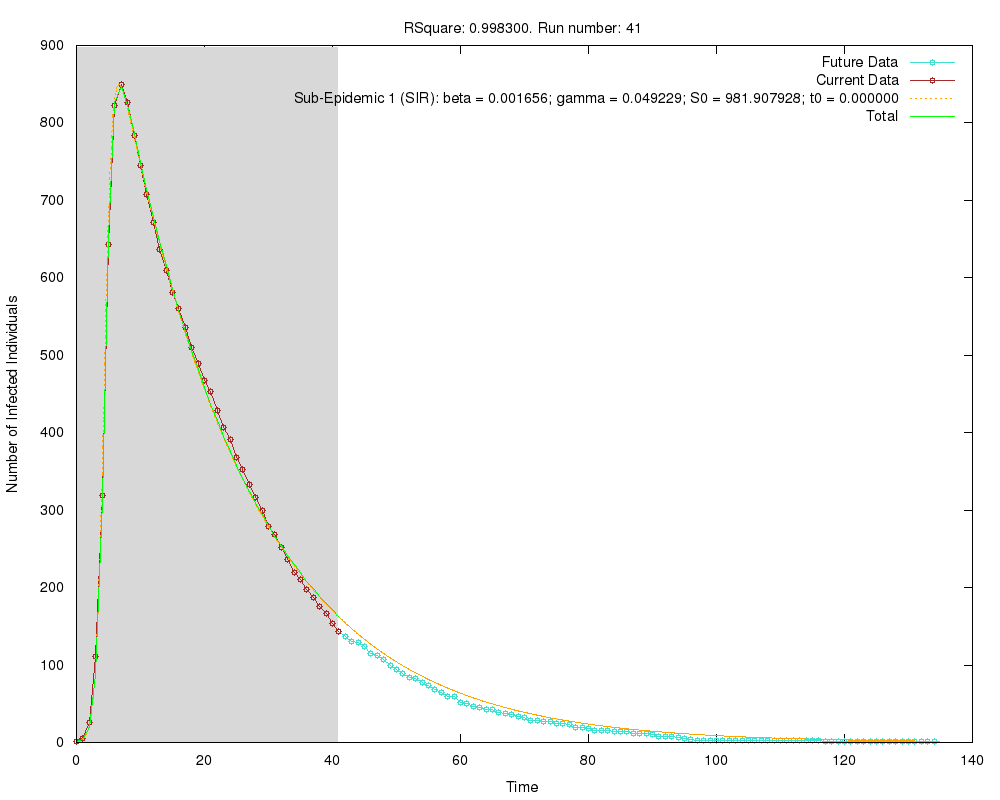 RSquare: 0.998300. Run number: 41
Future Data
Current Data
Sub-Epidemic 1 (SIR): beta = 0.001656; gamma = 0.049229; S0 = 981.907928; t0 = 0.000000
Total
900
800
700
600
500
400
300
200
100
0
Number of Infected Individuals
0 20 40 60 80 100 120 140
Time